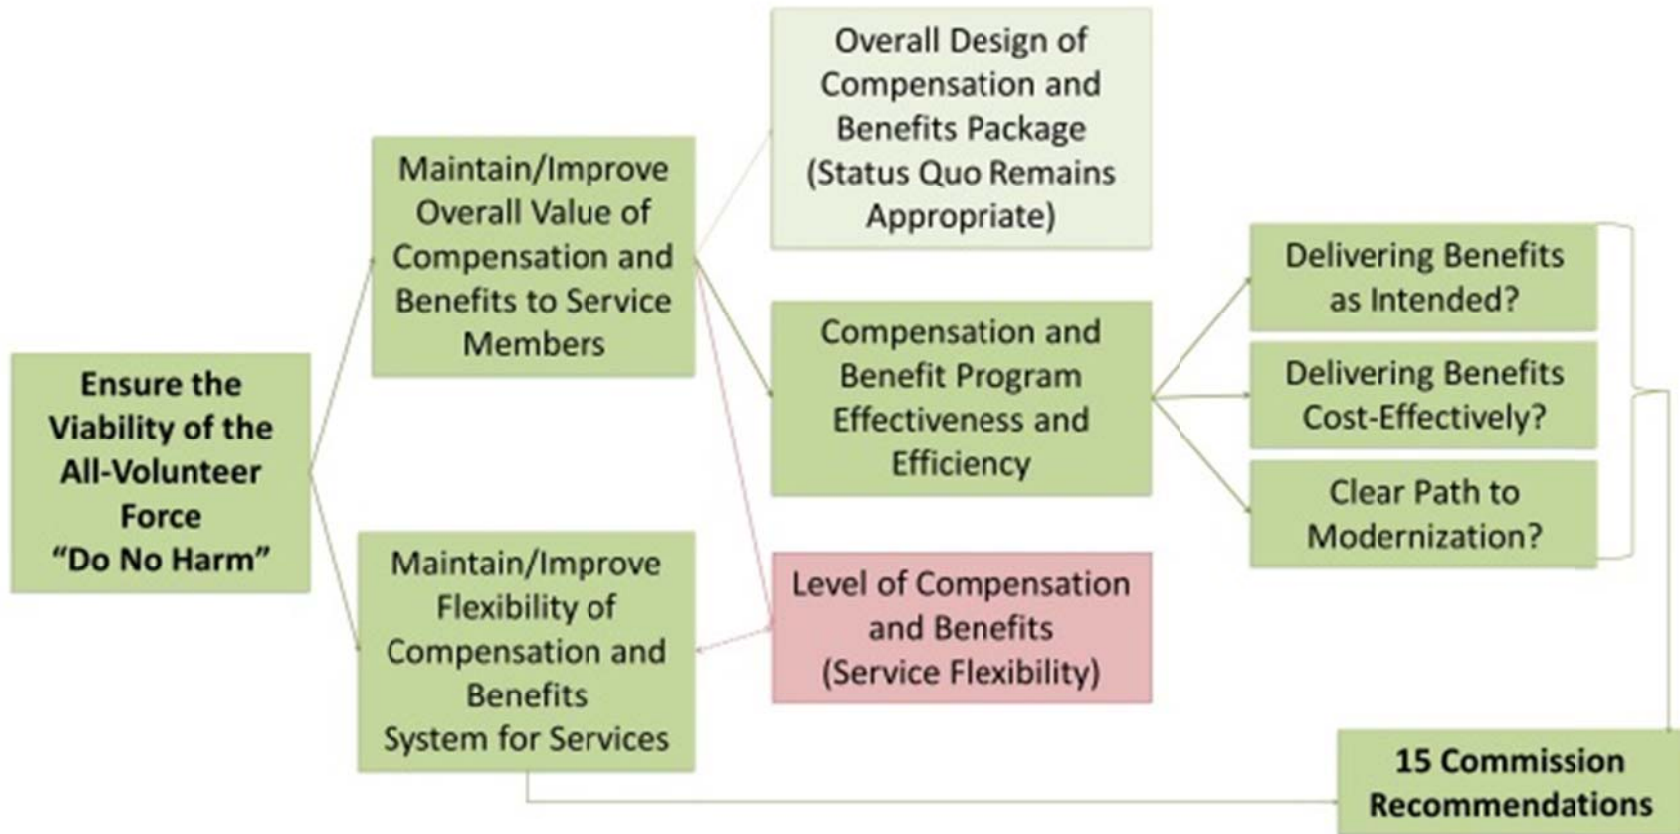 Ensure the
Viability of the
All-Volunteer
Force
“Do No Harm”
Maintain/Improve
Overall Value of
Compensation and
Benefits to Service
Members
Maintain/Improve
Flexibility of
Compensation and
Benefits
System for Services
Overall Design of
Compensation and
Benefits Package
(Status Quo Remains
Appropriate)
Compensation and
Benefit Program
Effectiveness and
Efficiency
Level of Compensation
and Benefits
(Service Flexibility)
Delivering Benefits
as Intended?
Delivering Benefits
Cost-Effectively?
Clear Path to
Modernization?
15 Commission
Recommendations